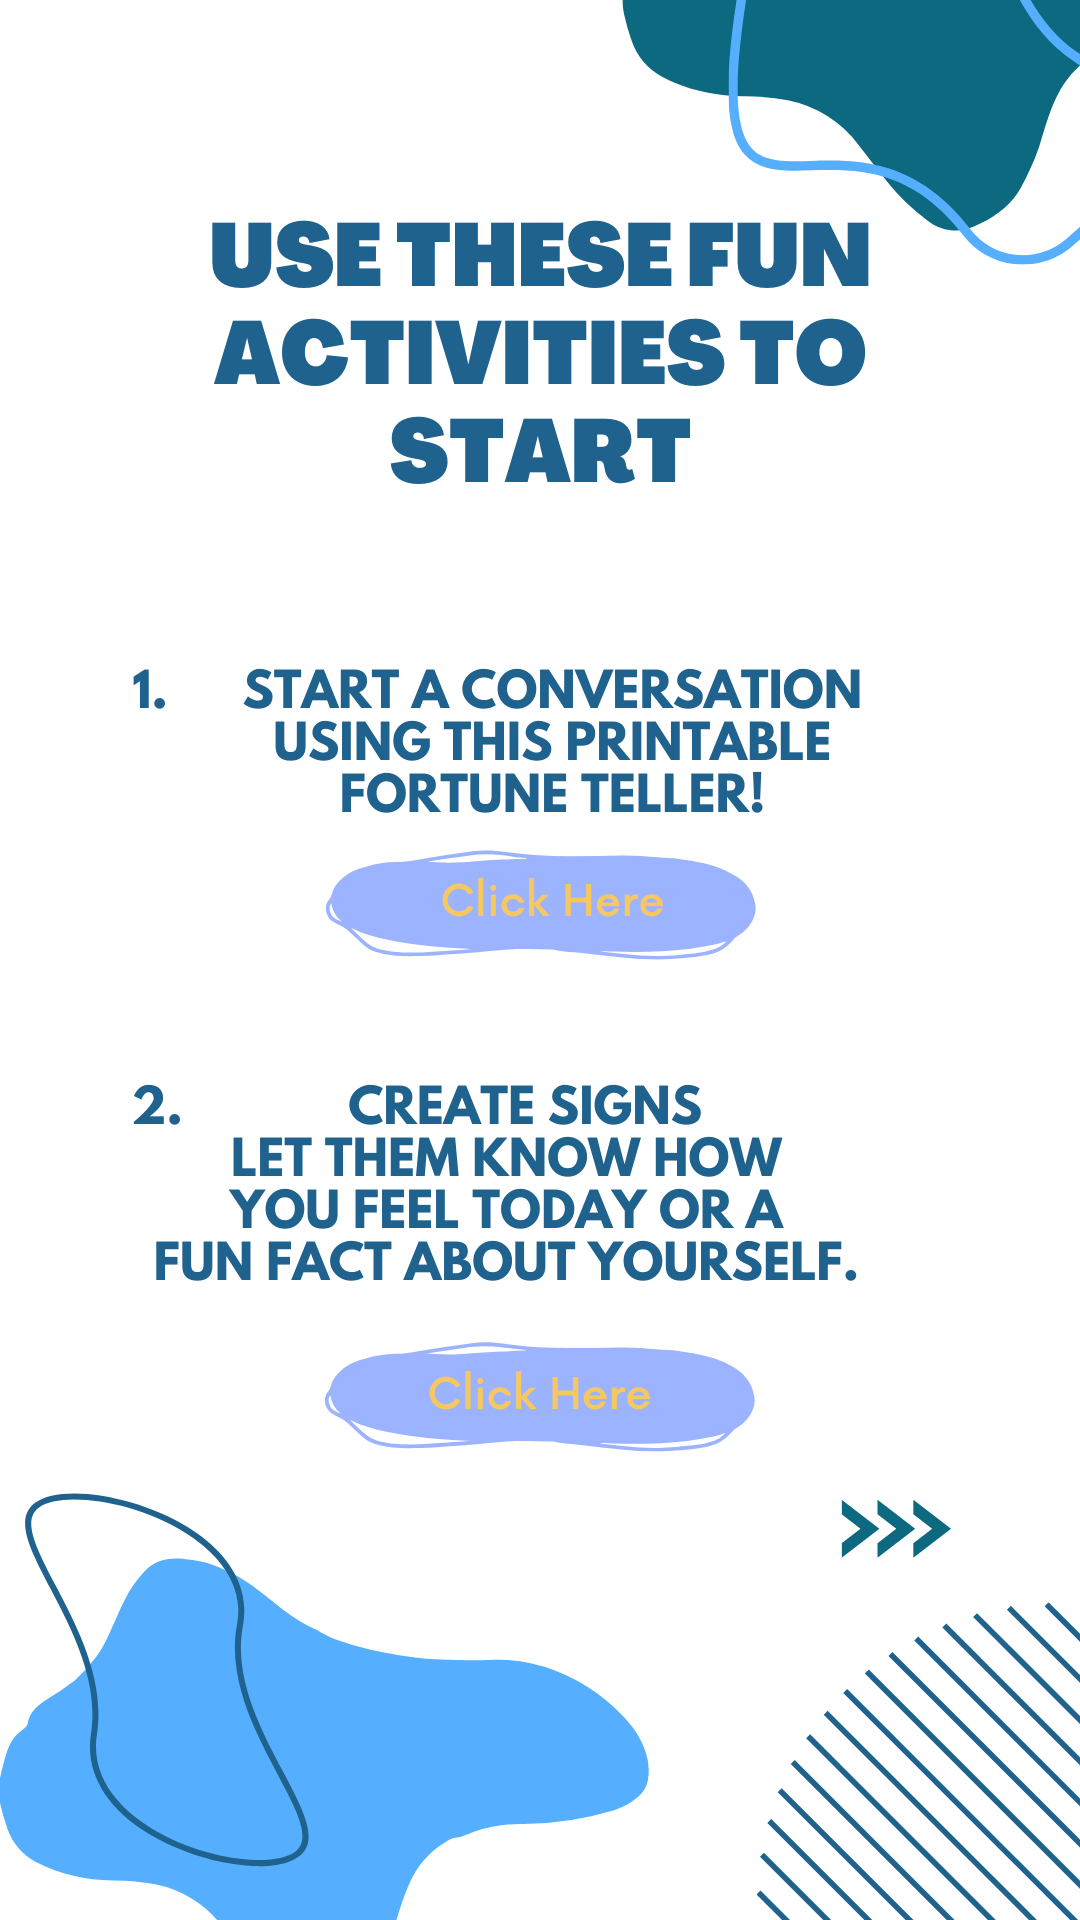 USE THESE FUN
ACTIVITIES TO
START
1. START A CONVERSATION
USING THIS PRINTABLE
FORTUNE TELLER!
Click Here
2. CREATE SIGNS
LET THEM KNOW HOW
YOU FEEL TODAY OR A
FUN FACT ABOUT YOURSELF.
Click Here